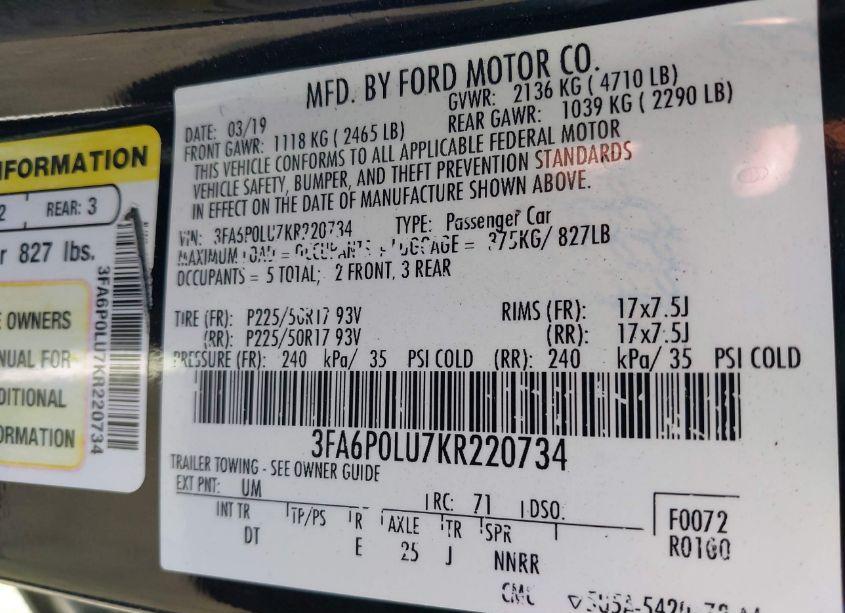 INFORMATION
2 REAR: 3
r 827 lbs.
E OWNERS
NUAL FOR
DITIONAL
ORMATION
3FA6P0LU7KR220734
MFD. BY FORD MOTOR CO.
DATE: 03/19 GVWR: 2136 KG ( 4710 LB)
FRONT GAWR: 1118 KG ( 2465 LB) REAR GAWR: 1039 KG ( 2290 LB)
THIS VEHICLE CONFORMS TO ALL APPLICABLE FEDERAL MOTOR
VEHICLE SAFETY, BUMPER, AND THEFT PREVENTION STANDARDS
IN EFFECT ON THE DATE OF MANUFACTURE SHOWN ABOVE.
VIN: 3FA6P0LU7KR220734 TYPE: Passenger Car
MAXIMUM LOAD = OCCUPANTS + LUGGAGE = 375KG/ 827LB
OCCUPANTS = 5 TOTAL; 2 FRONT, 3 REAR
TIRE (FR): P225/50R17 93V RIMS (FR): 17x7.5J
(RR): P225/50R17 93V (RR): 17x7.5J
PRESSURE (FR): 240 kPa/ 35 PSI COLD (RR): 240 kPa/ 35 PSI COLD
3FA6P0LU7KR220734
TRAILER TOWING - SEE OWNER GUIDE
EXT PNT: UM RC: 71 DSO:
INT TR TP/PS R AXLE TR SPR
DT E 25 J NNRR
F0072
R0160